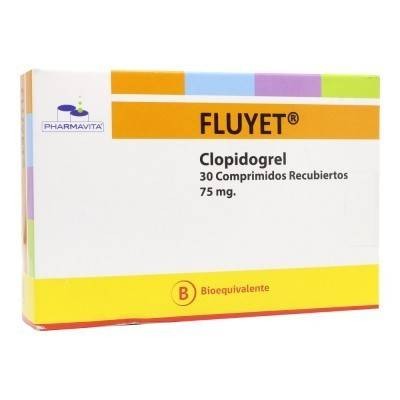 PHARMAVITA®
FLUYET®
Clopidogrel
30 Comprimidos Recubiertos
75 mg.
B Bioequivalente